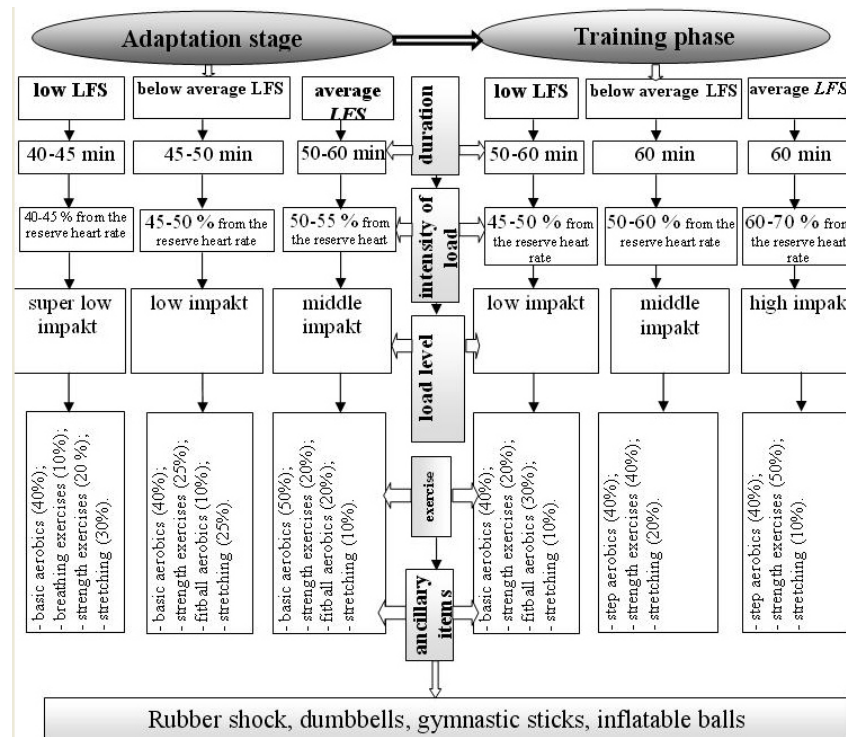 Adaptation stage
Training phase
low LFS
below average LFS
average
LFS
low LFS
below average LFS
average LFS
duration
40-45 min
45-50 min
50-60 min
50-60 min
60 min
60 min
intensity of
load
40-45 % from the
reserve heart rate
45-50 % from the
reserve heart rate
50-55 % from
the reserve heart
45-50 % from
the reserve heart
rate
50-60 % from the
reserve heart rate
60-70 % from
the reserve heart
rate
load level
super low
impakt
low impakt
middle
impakt
low impakt
middle
impakt
high impakt
exercise
- basic aerobics (40%);
- breathing exercises (10%);
- strength exercises (20 %);
- stretching (30%).
- basic aerobics (40%);
- strength exercises (25%);
- fitball aerobics (10%);
- stretching (25%).
- basic aerobics (50%);
- strength exercises (20%);
- fitball aerobics (20%);
- stretching (10%).
- basic aerobics (40%);
- strength exercises (20%);
- fitball aerobics (30%);
- stretching (10%).
- step aerobics (40%);
- strength exercises (40%);
- stretching (20%).
- step aerobics (40%);
- strength exercises (50%);
- stretching (10%).
ancillary
items
Rubber shock, dumbbells, gymnastic sticks, inflatable balls